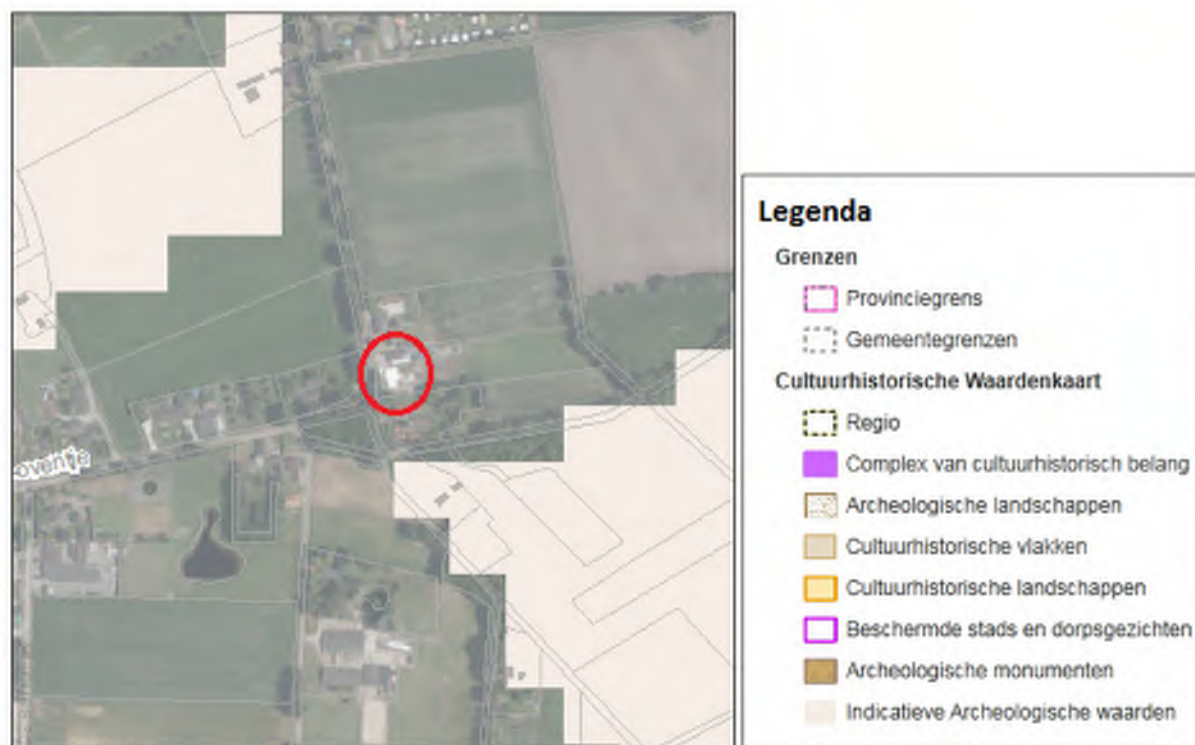 Legenda
Grenzen
Provinciegrens
Gemeentegrenzen
Cultuurhistorische Waardenkaart
Regio
Complex van cultuurhistorisch belang
Archeologische landschappen
Cultuurhistorische vlakken
Cultuurhistorische landschappen
Beschermde stads en dorpsgezichten
Archeologische monumenten
Indicatieve Archeologische waarden